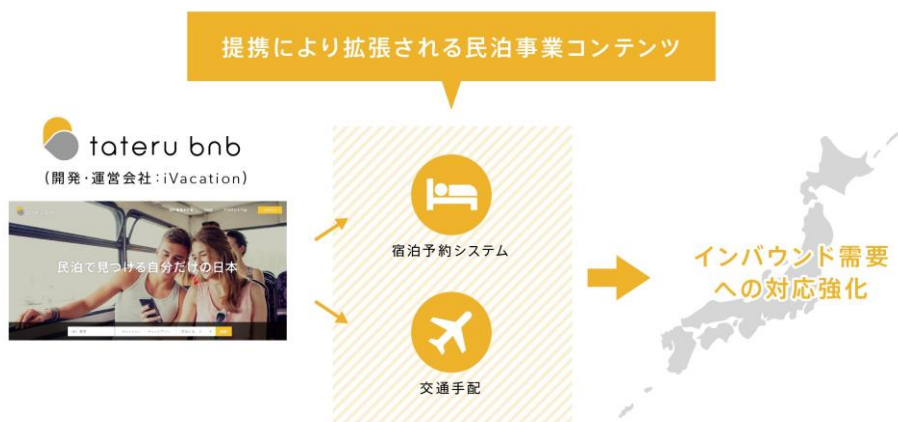 提携により拡張される民泊事業コンテンツ
tateru bnb
(開発・運営会社:iVacation)
民泊で見つける自分だけの日本
宿泊予約システム
交通手配
インバウンド需要
への対応強化